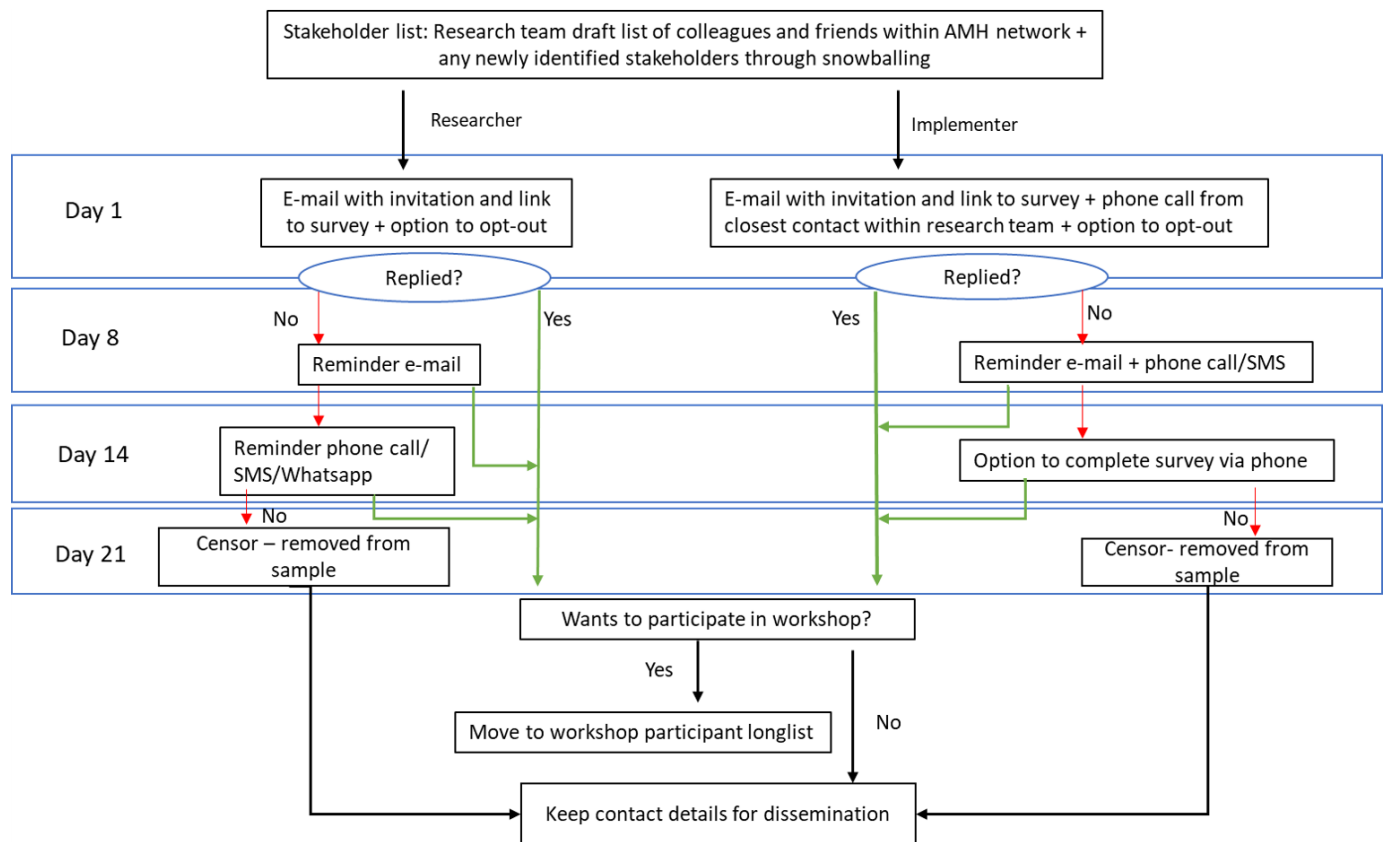 Stakeholder list: Research team draft list of colleagues and friends within AMH network +
any newly identified stakeholders through snowballing
Researcher
Implementer
Day 1
E-mail with invitation and link
to survey + option to opt-out
E-mail with invitation and link to survey + phone call from
closest contact within research team + option to opt-out
Replied?
Replied?
Day 8
No
Yes
Yes
No
Reminder e-mail
Reminder e-mail + phone call/SMS
Day 14
Reminder phone call/
SMS/Whatsapp
Option to complete survey via phone
Day 21
No
No
Censor – removed from
sample
Censor- removed from
sample
Wants to participate in workshop?
Yes
No
Move to workshop participant longlist
Keep contact details for dissemination